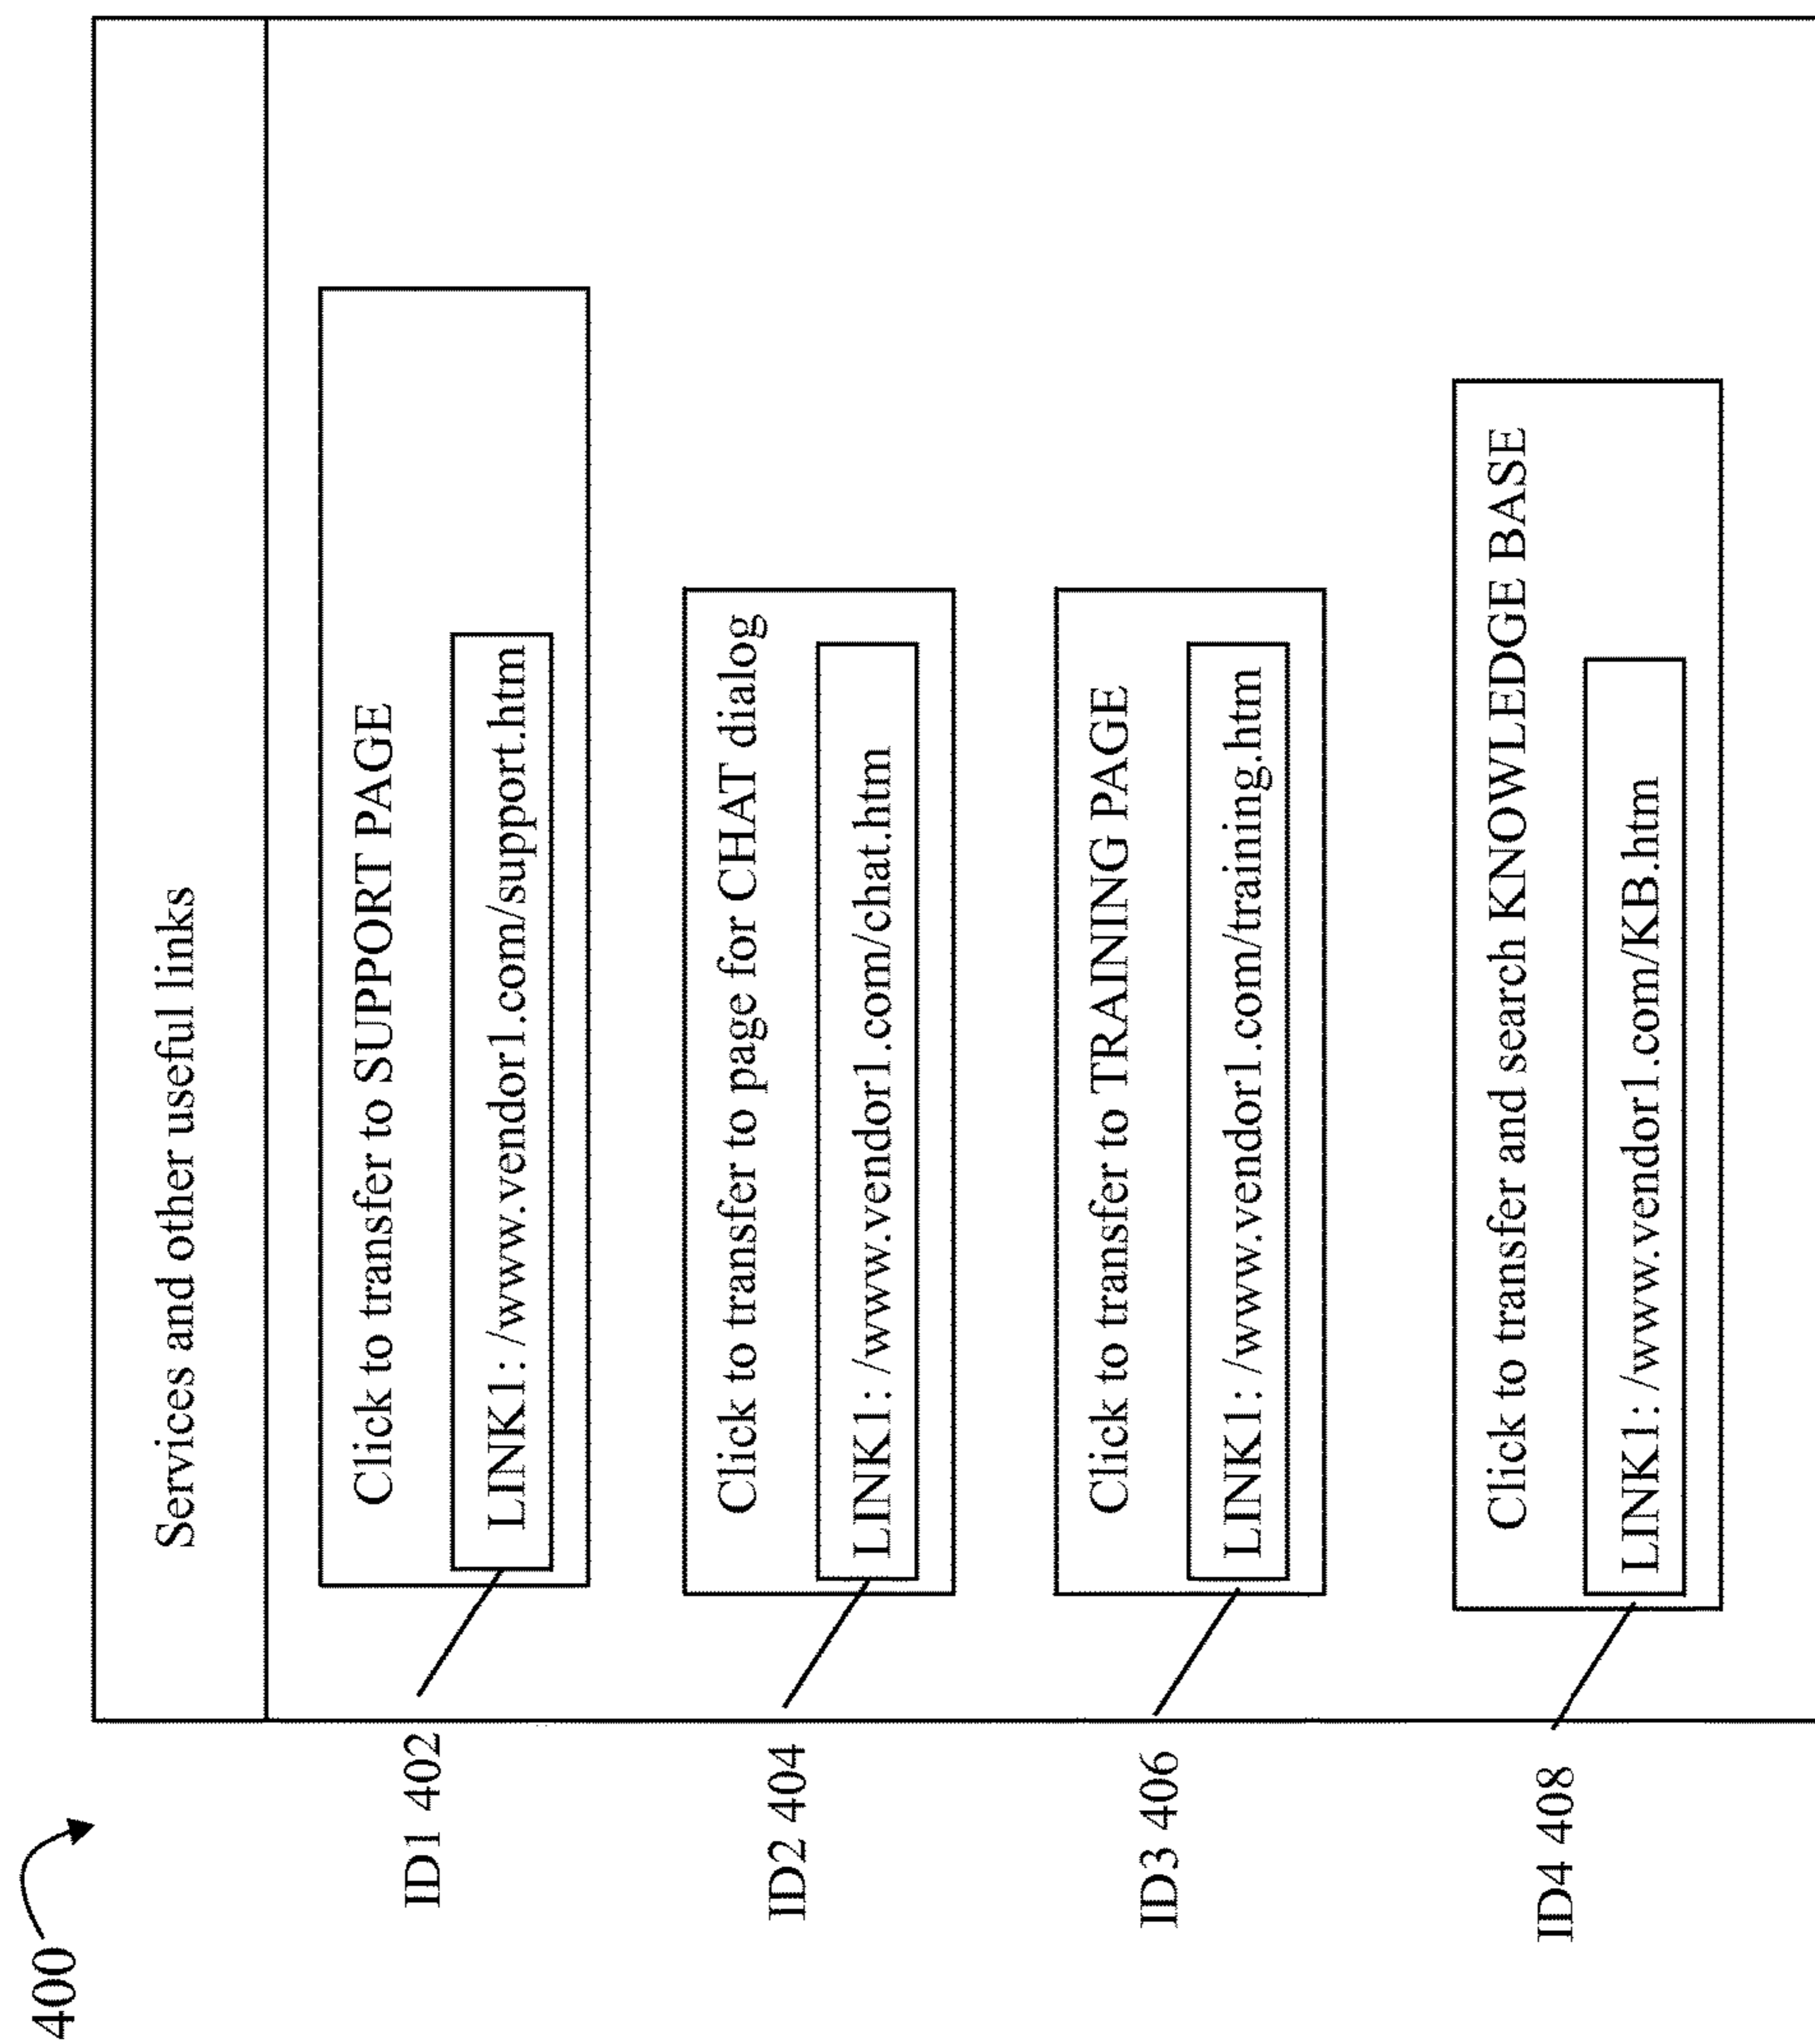 400
Services and other useful links
Click to transfer to SUPPORT PAGE
ID1 402
LINK1: /www.vendor1.com/support.htm
Click to transfer to page for CHAT dialog
ID2 404
LINK1: /www.vendor1.com/chat.htm
Click to transfer to TRAINING PAGE
ID3 406
LINK1: /www.vendor1.com/training.htm
Click to transfer and search KNOWLEDGE BASE
ID4 408
LINK1: /www.vendor1.com/KB.htm